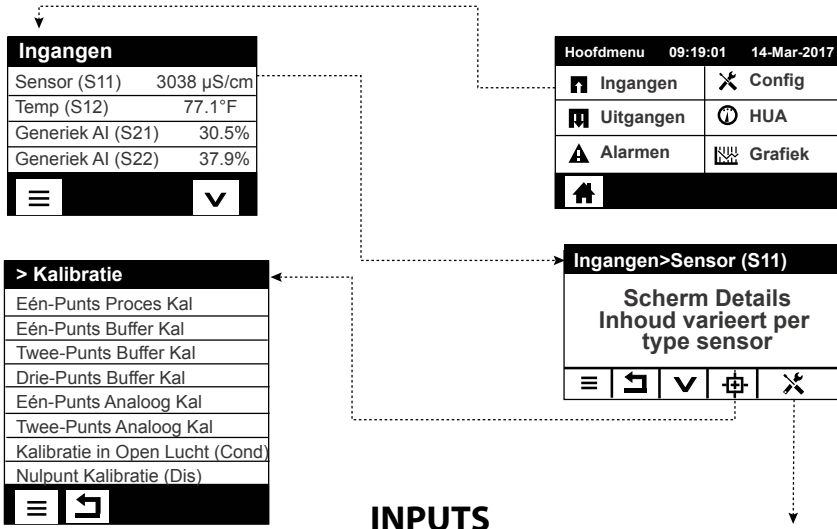 Ingangen
Sensor (S11) 3038 µS/cm
Temp (S12) 77.1°F
Generiek AI (S21) 30.5%
Generiek AI (S22) 37.9%
Hoofdmenu 09:19:01 14-Mar-2017
Ingangen
Config
Uitgangen
HUA
Alarmen
Grafiek
> Kalibratie
Eén-Punts Proces Kal
Eén-Punts Buffer Kal
Twee-Punts Buffer Kal
Drie-Punts Buffer Kal
Eén-Punts Analoog Kal
Twee-Punts Analoog Kal
Kalibratie in Open Lucht (Cond)
Nulpunt Kalibratie (Dis)
Ingangen>Sensor (S11)
Scherm Details
Inhoud varieert per
type sensor
INPUTS